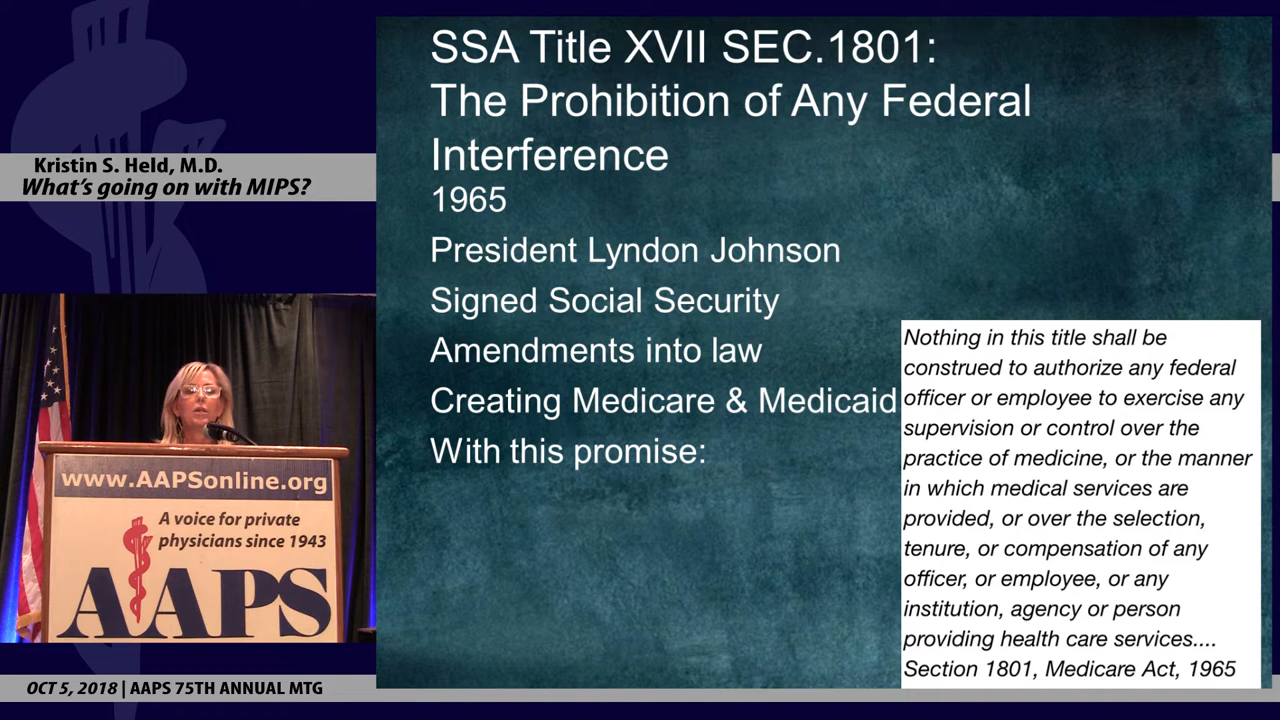 SSA Title XVII SEC.1801:
The Prohibition of Any Federal
Interference
1965
President Lyndon Johnson
Signed Social Security
Amendments into law
Creating Medicare & Medicaid
With this promise:
Nothing in this title shall be
construed to authorize any federal
officer or employee to exercise any
supervision or control over the
practice of medicine, or the manner
in which medical services are
provided, or over the selection,
tenure, or compensation of any
officer, or employee, or any
institution, agency or person
providing health care services....
Section 1801, Medicare Act, 1965
Kristin S. Held, M.D.
What's going on with MIPS?
www.AAPSonline.org
A voice for private
physicians since 1943
AAPS
OCT 5, 2018 | AAPS 75TH ANNUAL MTG